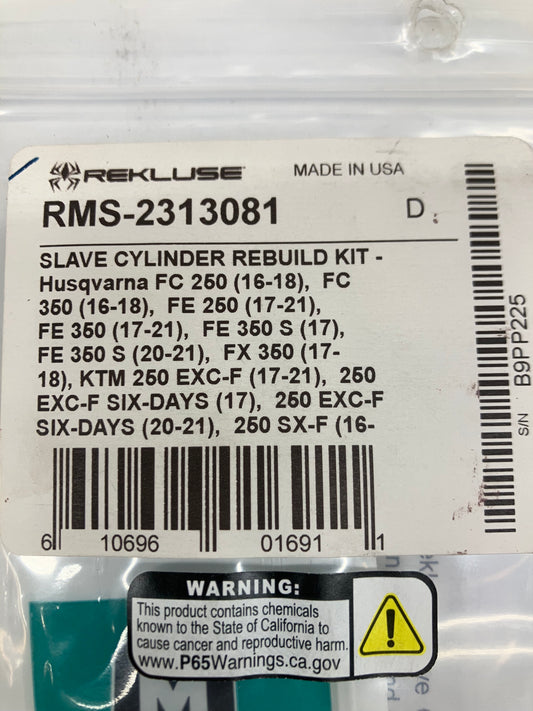 REKLUSE MADE IN USA
RMS-2313081 D.
SLAVE CYLINDER REBUILD KIT -
Husqvarna FC 250 (16-18), FC
350 (16-18), FE 250 (17-21),
FE 350 (17-21), FE 350 S (17),
FE 350 S (20-21), FX 350 (17-
18), KTM 250 EXC-F (17-21), 250
EXC-F SIX-DAYS (17), 250 EXC-F
SIX-DAYS (20-21), 250 SX-F (16-
S/N B9PP225
6 10696 01691 1
WARNING:
This product contains chemicals
known to the State of California to
cause cancer and reproductive harm.
www.P65Warnings.ca.gov